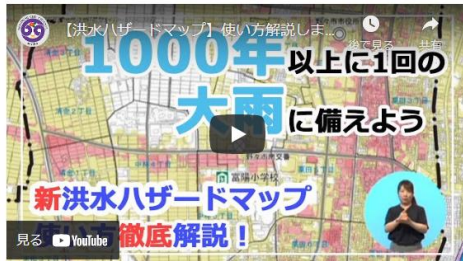 【洪水ハザードマップ】使い方解説しま...
後で見る
共有
1000年以上に1回の
大雨に備えよう
富陽小学校
新洪水ハザードマップ
徹底解説！
見る YouTube